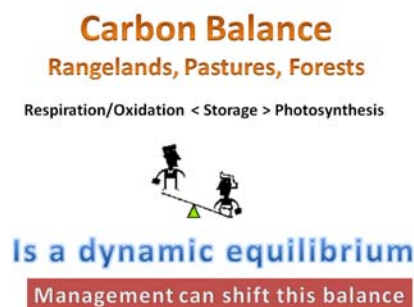 Carbon Balance
Rangelands, Pastures, Forests
Respiration/Oxidation < Storage > Photosynthesis
Is a dynamic equilibrium
Management can shift this balance